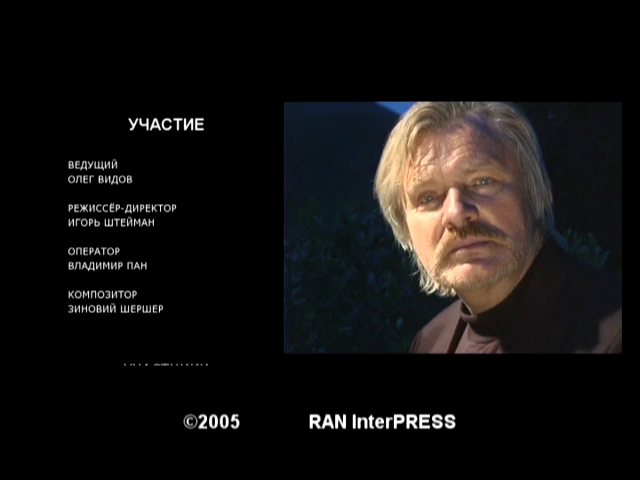 УЧАСТИЕ
ВЕДУЩИЙ
ОЛЕГ ВИДОВ
РЕЖИССЁР-ДИРЕКТОР
ИГОРЬ ШТЕЙМАН
ОПЕРАТОР
ВЛАДИМИР ПАН
КОМПОЗИТОР
ЗИНОВИЙ ШЕРШЕР
©2005 RAN InterPRESS